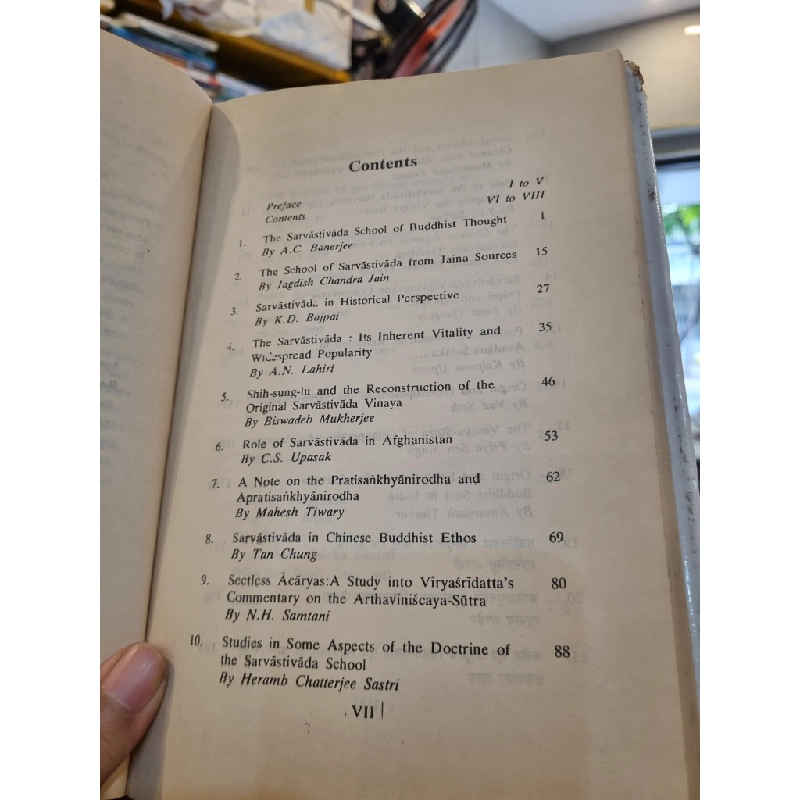 Contents
Preface I to V
Contents VI to VIII
1. The Sarvāstivāda School of Buddhist Thought 1
By A.C. Banerjee
2. The School of Sarvāstivāda from Jaina Sources 15
By Jagdish Chandra Jain
3. in Historical Perspective 27
By K.D. Bajpai
4. The Sarvāstivāda : Its Inherent Vitality and 35
Widespread Popularity
By A.N. Lahiri
5. Shih-sung-lu and the Reconstruction of the 46
Original Sarvāstivāda Vinaya
By Biswadeb Mukherjee
6. Role of Sarvāstivāda in Afghanistan 53
By C.S. Upasak
7. A Note on the Pratisaṅkhyānirodha and 62
Apratisaṅkhyānirodha
By Mahesh Tiwary
8. Sarvāstivāda in Chinese Buddhist Ethos 69
By Tan Chung
9. Sectless Ācāryas: A Study into Viryaśrīdatta's 80
Commentary on the Arthaviniścaya-Sūtra
By N.H. Samtani
10. Studies in Some Aspects of the Doctrine of 88
the Sarvāstivāda School
By Heramb Chatterjee Sastri
VII